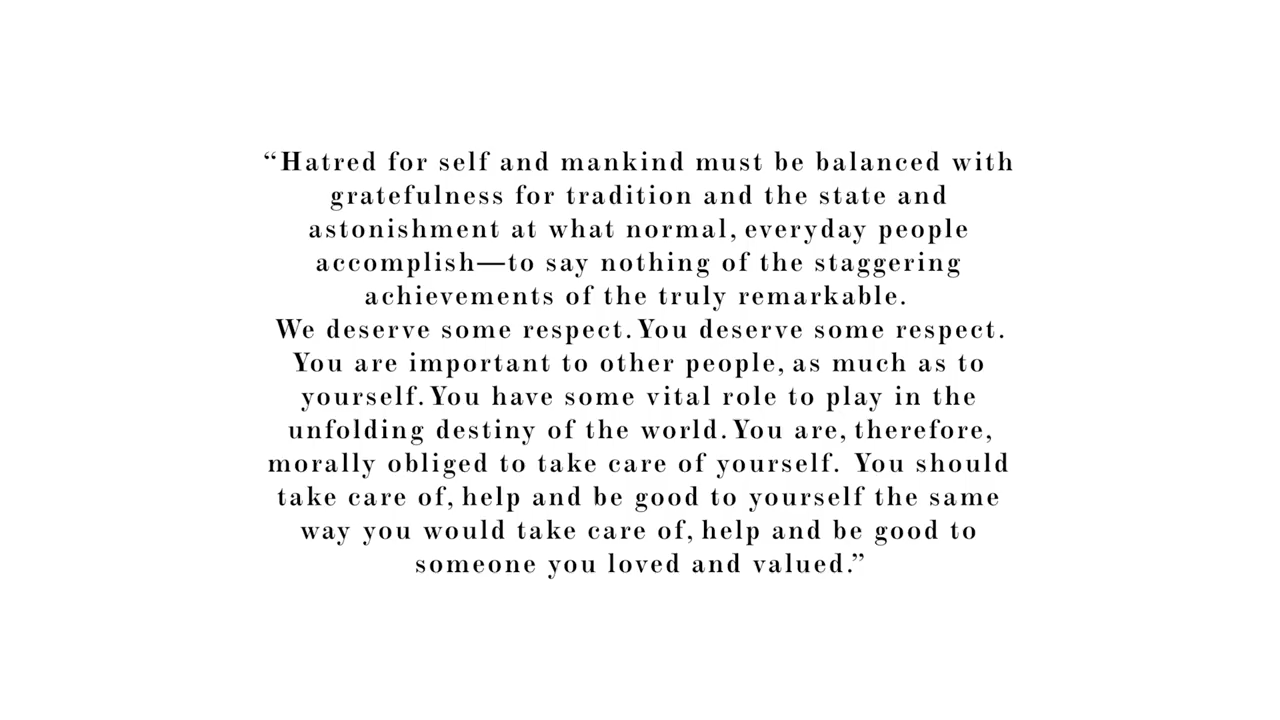 “Hatred for self and mankind must be balanced with
gratefulness for tradition and the state and
astonishment at what normal, everyday people
accomplish—to say nothing of the staggering
achievements of the truly remarkable.
We deserve some respect. You deserve some respect.
You are important to other people, as much as to
yourself. You have some vital role to play in the
unfolding destiny of the world. You are, therefore,
morally obliged to take care of yourself. You should
take care of, help and be good to yourself the same
way you would take care of, help and be good to
someone you loved and valued.”